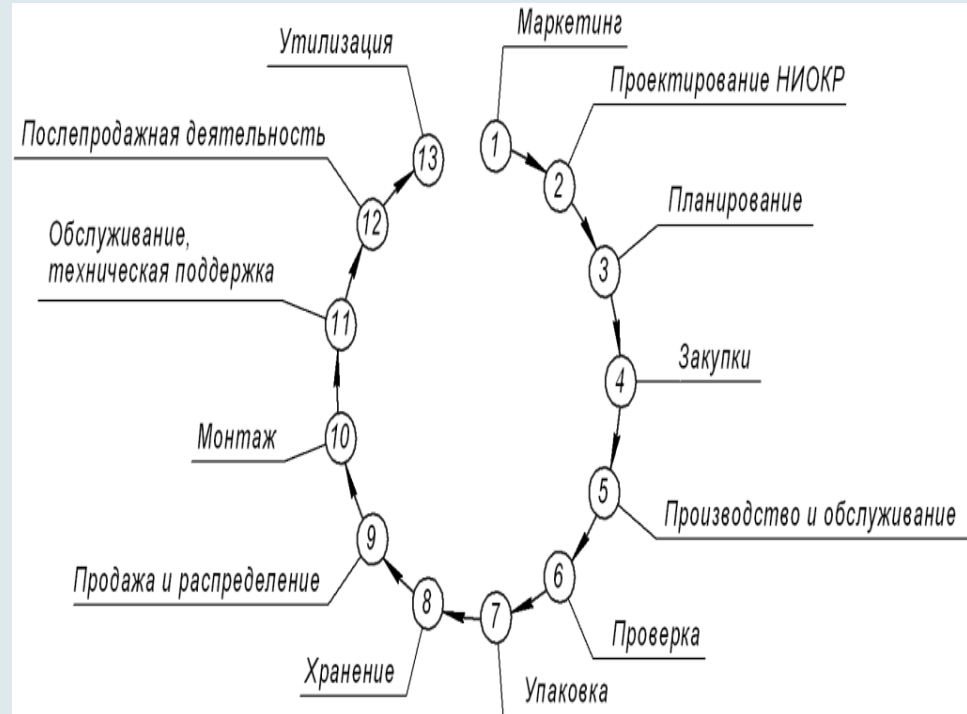 Маркетинг
1
Проектирование НИОКР
2
Планирование
3
Закупки
4
Производство и обслуживание
5
Проверка
6
Упаковка
7
Хранение
8
Продажа и распределение
9
Монтаж
10
Обслуживание,
техническая поддержка
11
Послепродажная деятельность
12
Утилизация
13